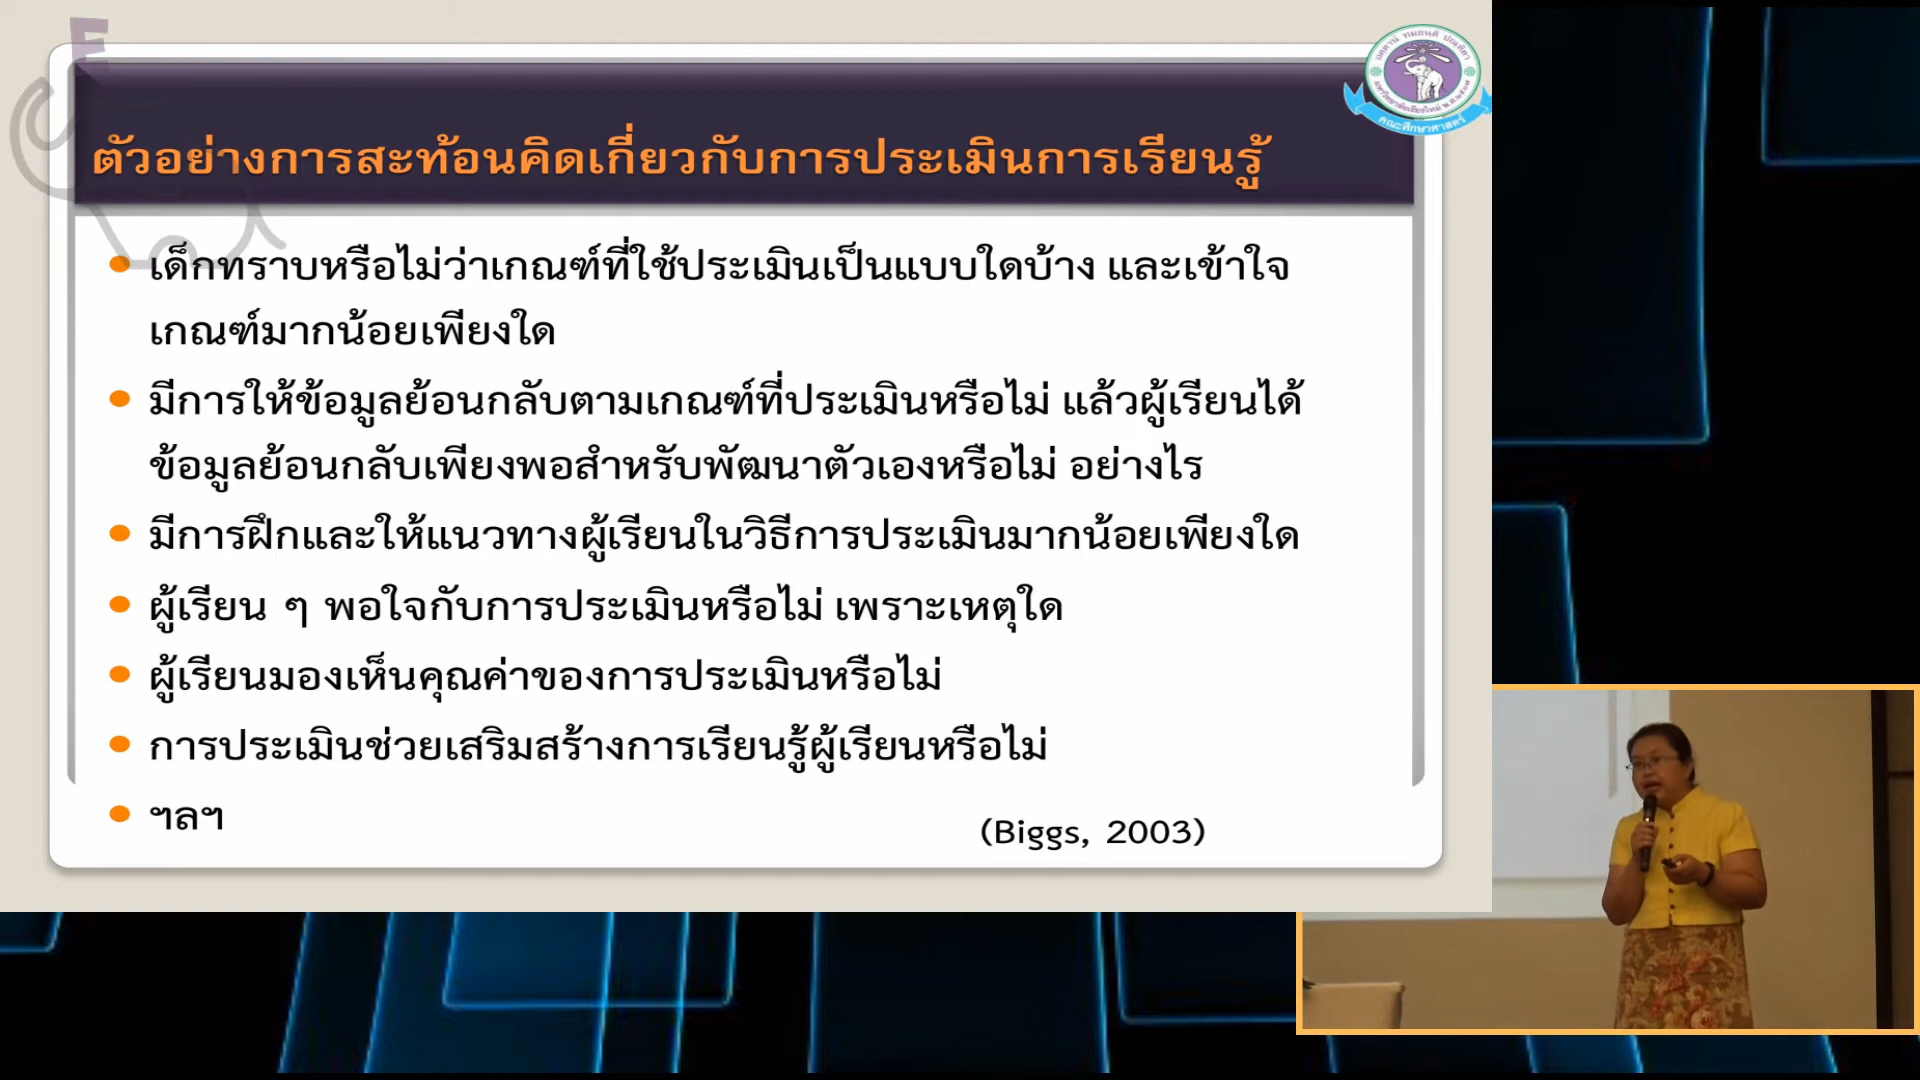 ตัวอย่างการสะท้อนคิดเกี่ยวกับการประเมินการเรียนรู้
เด็กทราบหรือไม่ว่าเกณฑ์ที่ใช้ประเมินเป็นแบบใดบ้าง และเข้าใจ
เกณฑ์มากน้อยเพียงใด
มีการให้ข้อมูลย้อนกลับตามเกณฑ์ที่ประเมินหรือไม่ แล้วผู้เรียนได้
ข้อมูลย้อนกลับเพียงพอสำหรับพัฒนาตัวเองหรือไม่ อย่างไร
มีการฝึกและให้แนวทางผู้เรียนในวิธีการประเมินมากน้อยเพียงใด
ผู้เรียน ๆ พอใจกับการประเมินหรือไม่ เพราะเหตุใด
ผู้เรียนมองเห็นคุณค่าของการประเมินหรือไม่
การประเมินช่วยเสริมสร้างการเรียนรู้ผู้เรียนหรือไม่
ฯลฯ
(Biggs, 2003)
คณะศึกษาศาสตร์